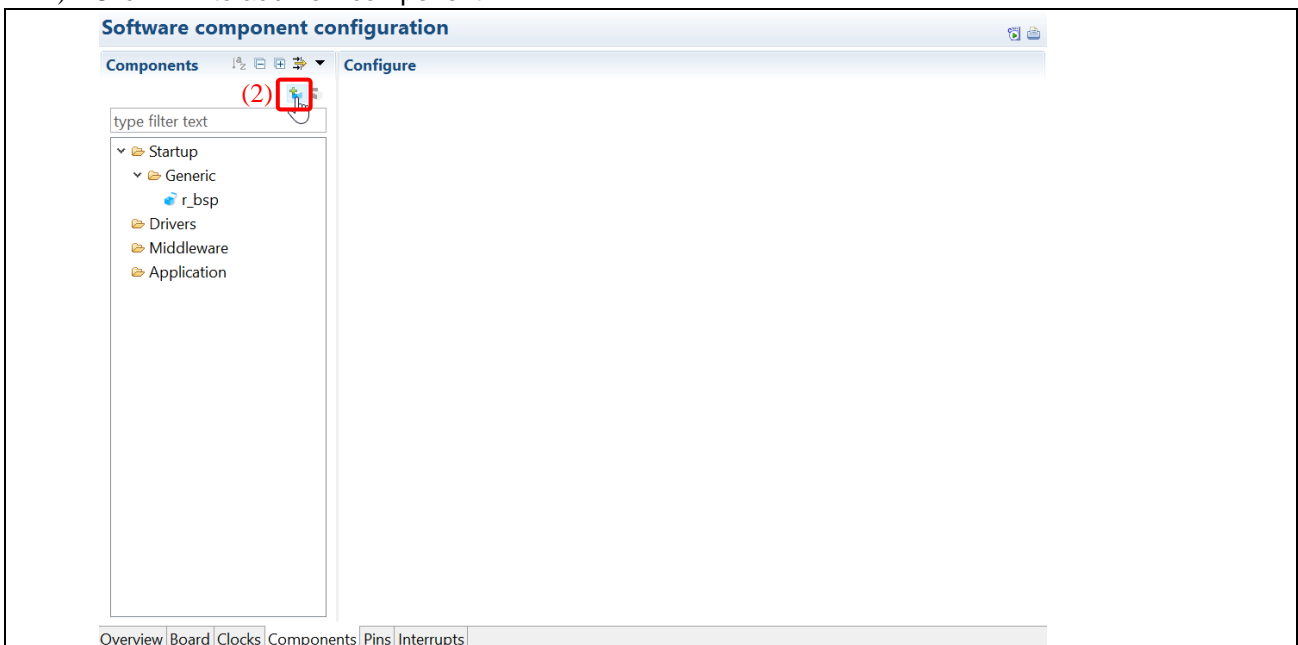 Software component configuration
Components
Configure
(2)
type filter text
Startup
Generic
r_bsp
Drivers
Middleware
Application
Overview Board Clocks Components Pins Interrupts